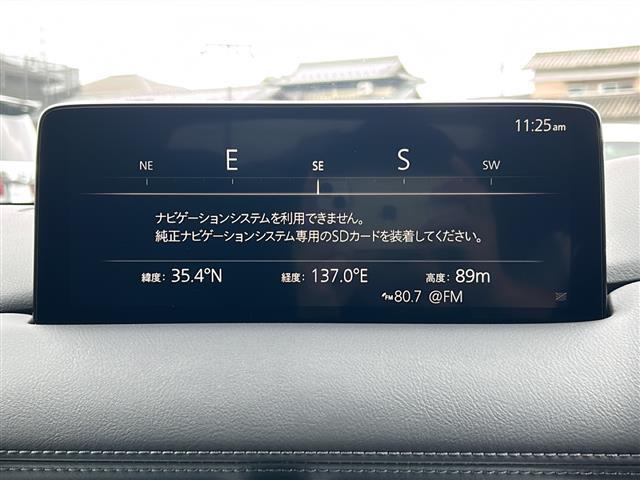 11:25am
NE E SE S SW
ナビゲーションシステムを利用できません。
純正ナビゲーションシステム専用のSDカードを装着してください。
緯度: 35.4°N 経度: 137.0°E 高度: 89m
FM 80.7 @FM